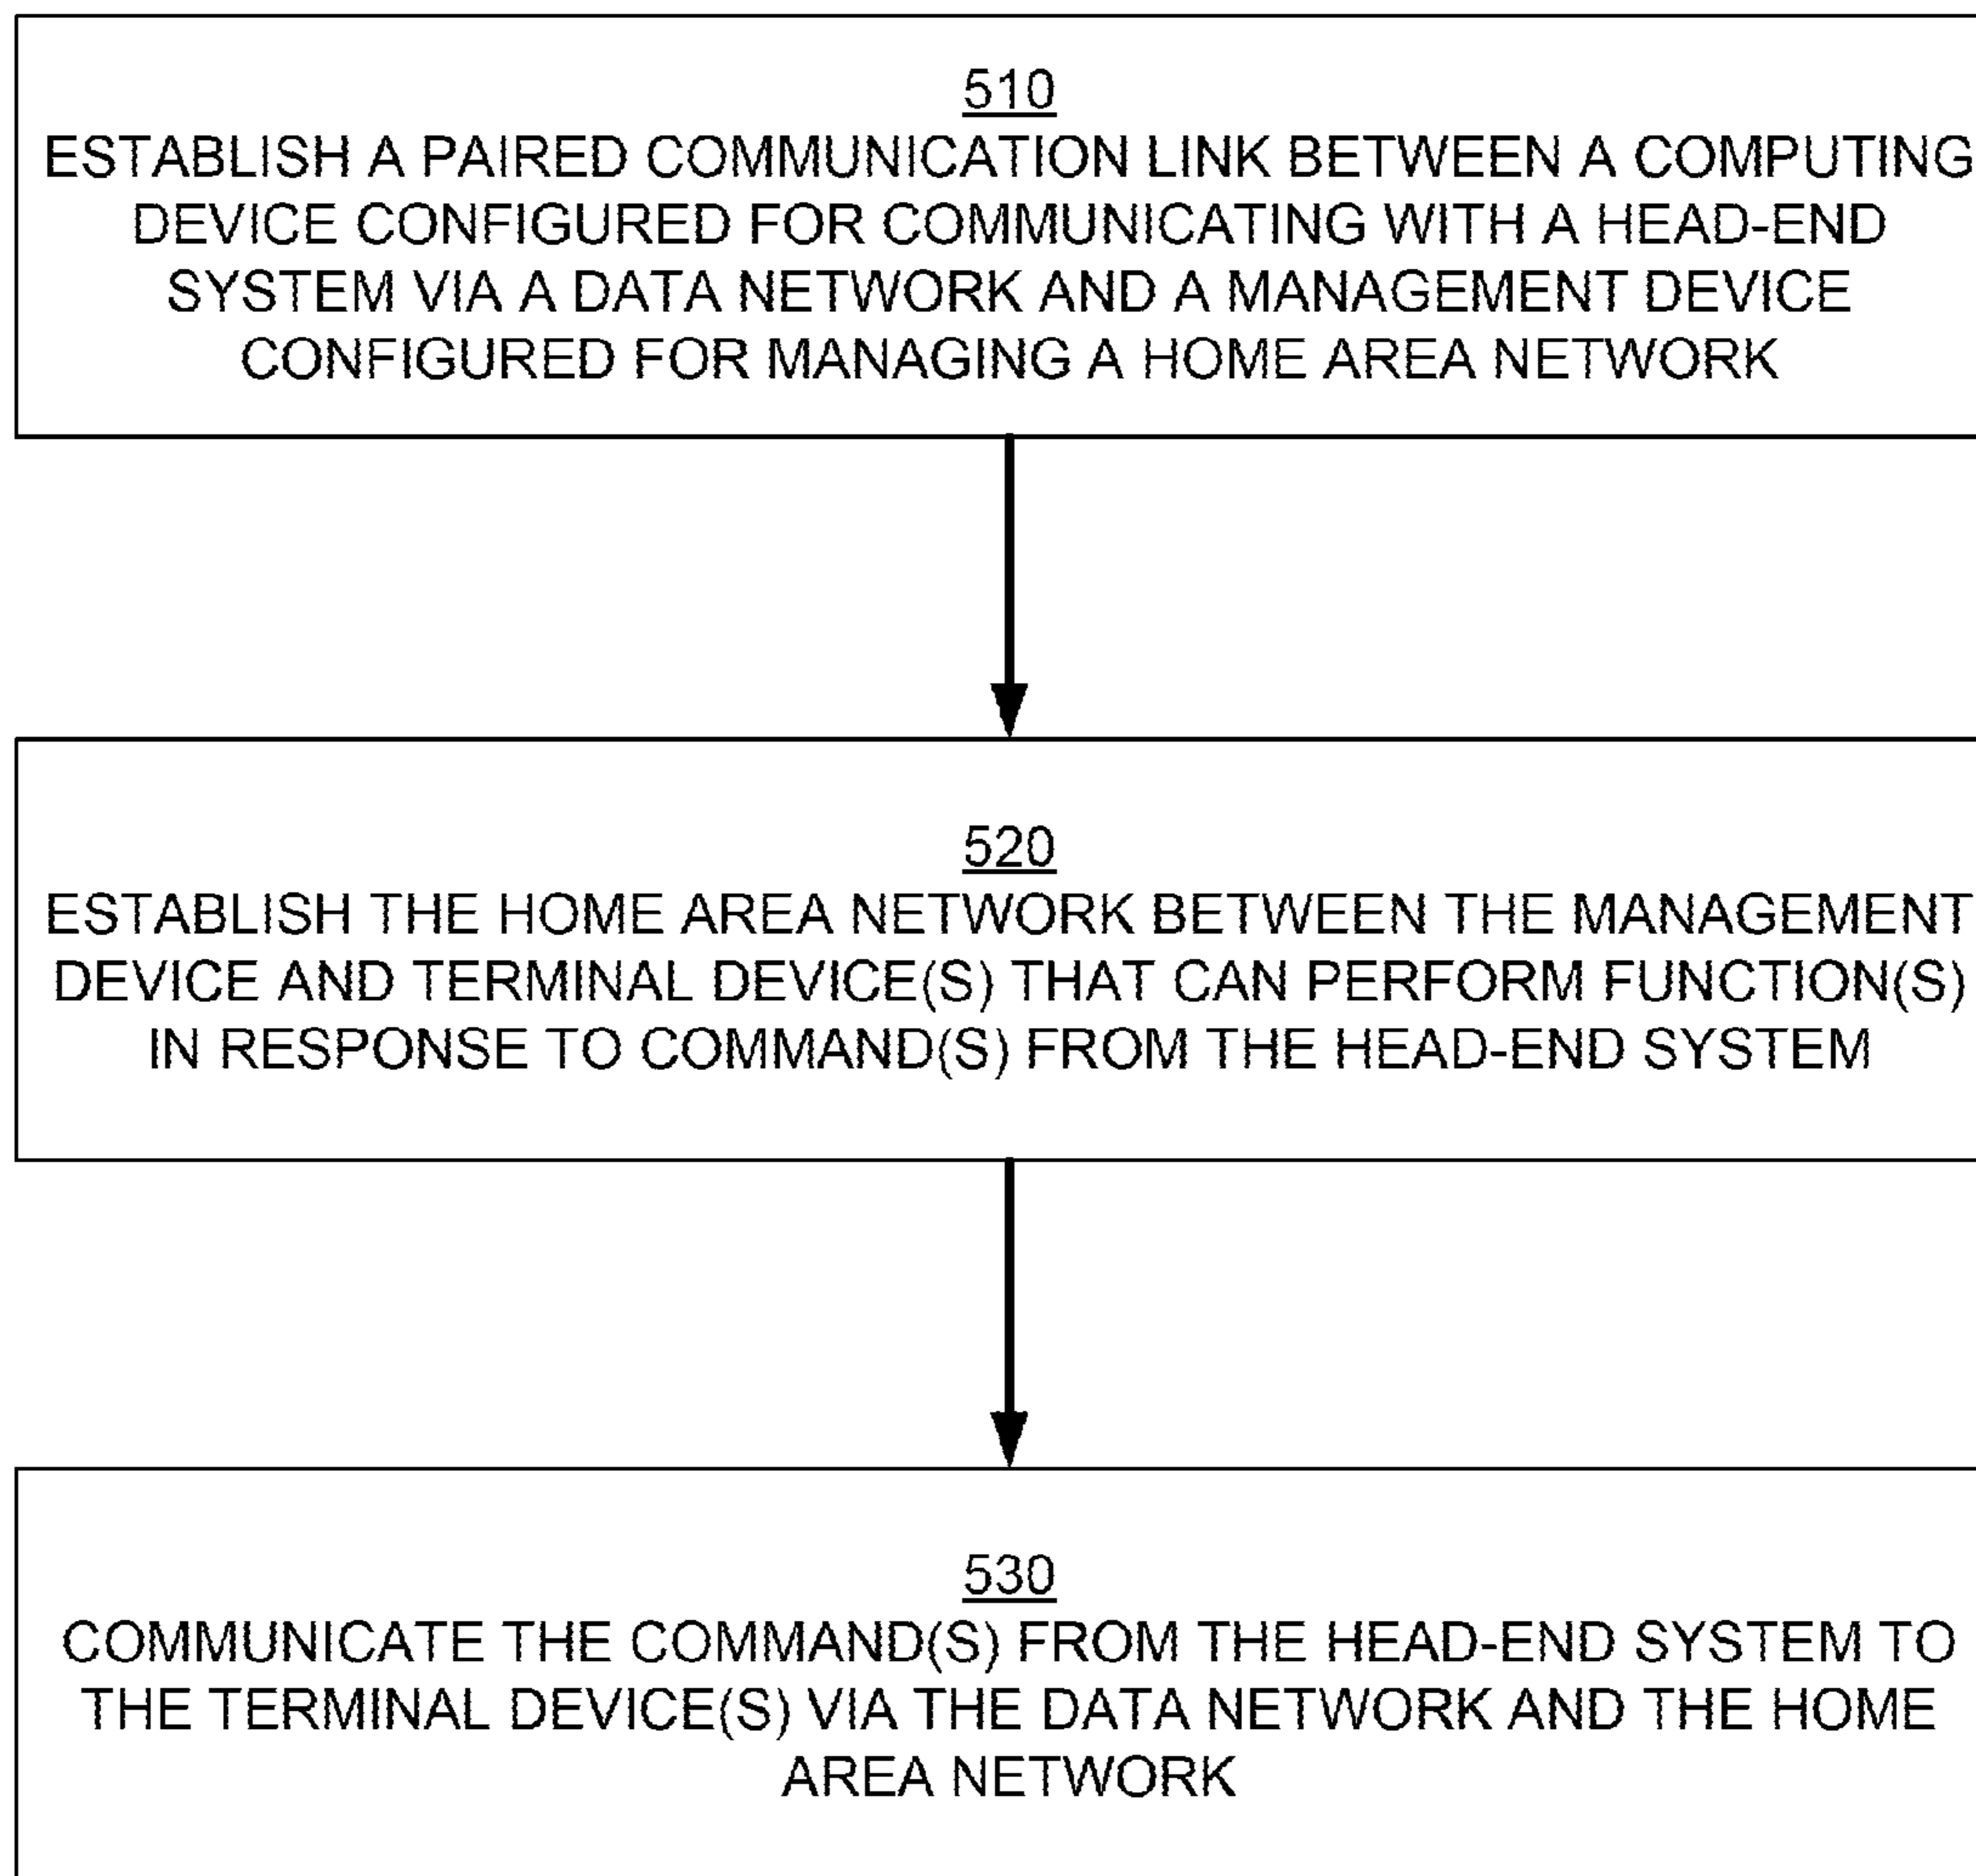 510
ESTABLISH A PAIRED COMMUNICATION LINK BETWEEN A COMPUTING
DEVICE CONFIGURED FOR COMMUNICATING WITH A HEAD-END
SYSTEM VIA A DATA NETWORK AND A MANAGEMENT DEVICE
CONFIGURED FOR MANAGING A HOME AREA NETWORK
520
ESTABLISH THE HOME AREA NETWORK BETWEEN THE MANAGEMENT
DEVICE AND TERMINAL DEVICE(S) THAT CAN PERFORM FUNCTION(S)
IN RESPONSE TO COMMAND(S) FROM THE HEAD-END SYSTEM
530
COMMUNICATE THE COMMAND(S) FROM THE HEAD-END SYSTEM TO
THE TERMINAL DEVICE(S) VIA THE DATA NETWORK AND THE HOME
AREA NETWORK